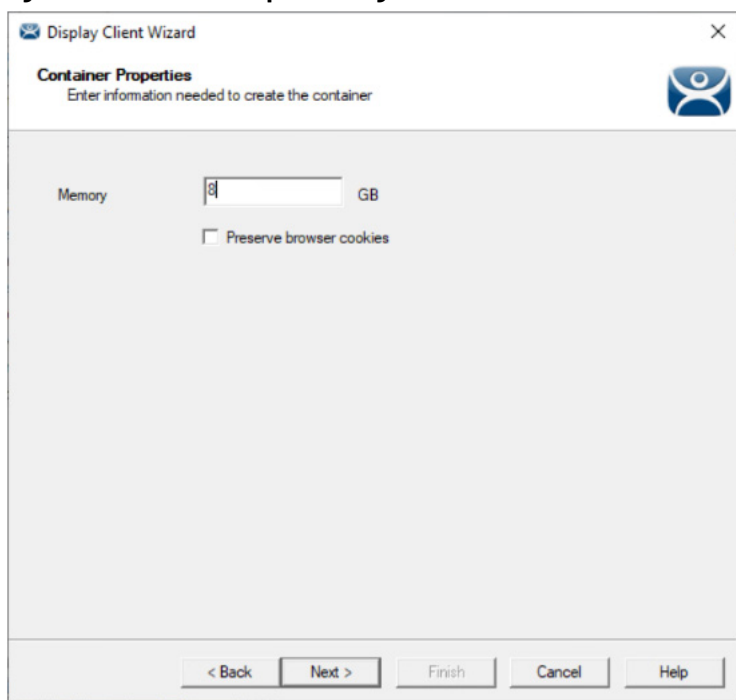 Display Client Wizard
Container Properties
Enter information needed to create the container
Memory 8 GB
Preserve browser cookies
< Back Next > Finish Cancel Help